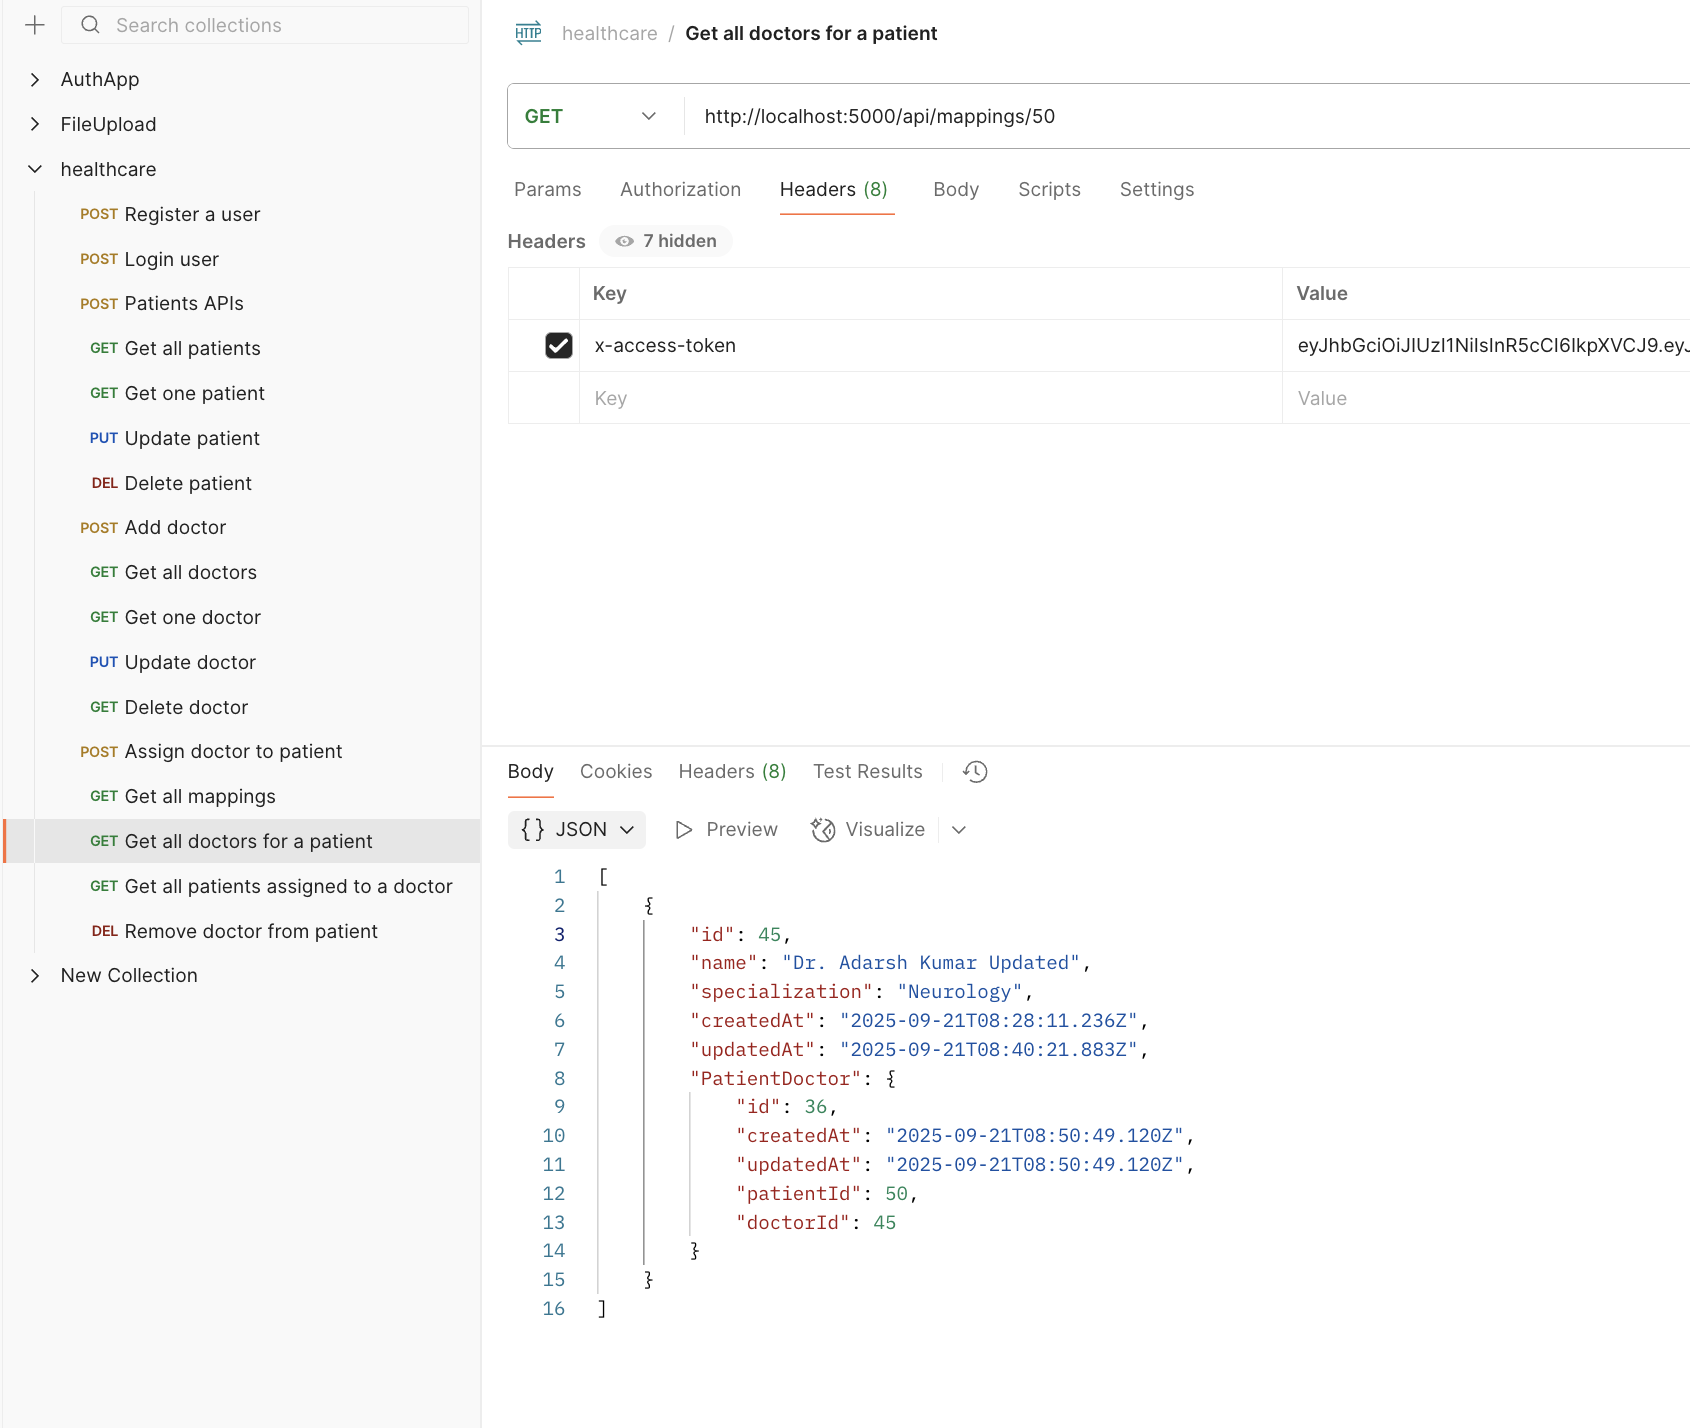 Search collections
AuthApp
FileUpload
healthcare
POST Register a user
POST Login user
POST Patients APIs
GET Get all patients
GET Get one patient
PUT Update patient
DEL Delete patient
POST Add doctor
GET Get all doctors
GET Get one doctor
PUT Update doctor
GET Delete doctor
POST Assign doctor to patient
GET Get all mappings
GET Get all doctors for a patient
GET Get all patients assigned to a doctor
DEL Remove doctor from patient
New Collection
HTTP healthcare / Get all doctors for a patient
GET http://localhost:5000/api/mappings/50
Params Authorization Headers (8) Body Scripts Settings
Headers 7 hidden
Key Value
x-access-token eyJhbGciOiJIUzI1NiIsInR5cCI6IkpXVCJ9.eyJ
Key Value
Body Cookies Headers (8) Test Results
{} JSON Preview Visualize
1 [
2 {
3 "id": 45,
4 "name": "Dr. Adarsh Kumar Updated",
5 "specialization": "Neurology",
6 "createdAt": "2025-09-21T08:28:11.236Z",
7 "updatedAt": "2025-09-21T08:40:21.883Z",
8 "PatientDoctor": {
9 "id": 36,
10 "createdAt": "2025-09-21T08:50:49.120Z",
11 "updatedAt": "2025-09-21T08:50:49.120Z",
12 "patientId": 50,
13 "doctorId": 45
14 }
15 }
16 ]